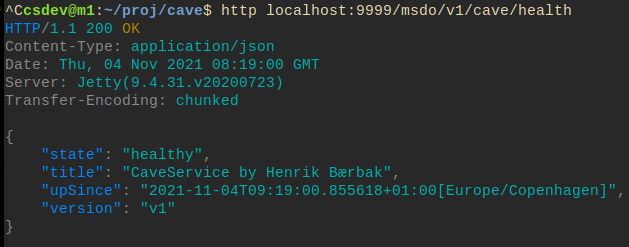 ^Ccsdev@m1:~/proj/cave$ http localhost:9999/msdo/v1/cave/health
HTTP/1.1 200 OK
Content-Type: application/json
Date: Thu, 04 Nov 2021 08:19:00 GMT
Server: Jetty(9.4.31.v20200723)
Transfer-Encoding: chunked

{
    "state": "healthy",
    "title": "CaveService by Henrik Bærbak",
    "upSince": "2021-11-04T09:19:00.855618+01:00[Europe/Copenhagen]",
    "version": "v1"
}